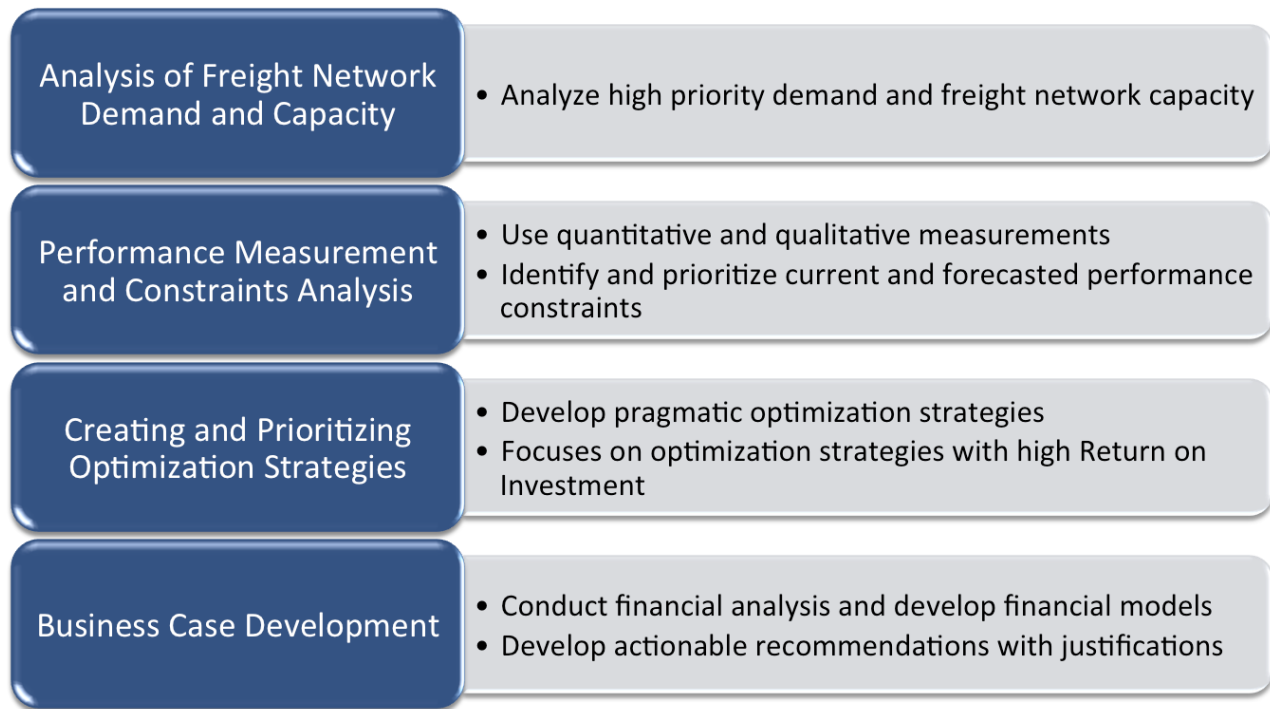 Analysis of Freight Network
Demand and Capacity
• Analyze high priority demand and freight network capacity
Performance Measurement
and Constraints Analysis
• Use quantitative and qualitative measurements
• Identify and prioritize current and forecasted performance
constraints
Creating and Prioritizing
Optimization Strategies
• Develop pragmatic optimization strategies
• Focuses on optimization strategies with high Return on
Investment
Business Case Development
• Conduct financial analysis and develop financial models
• Develop actionable recommendations with justifications